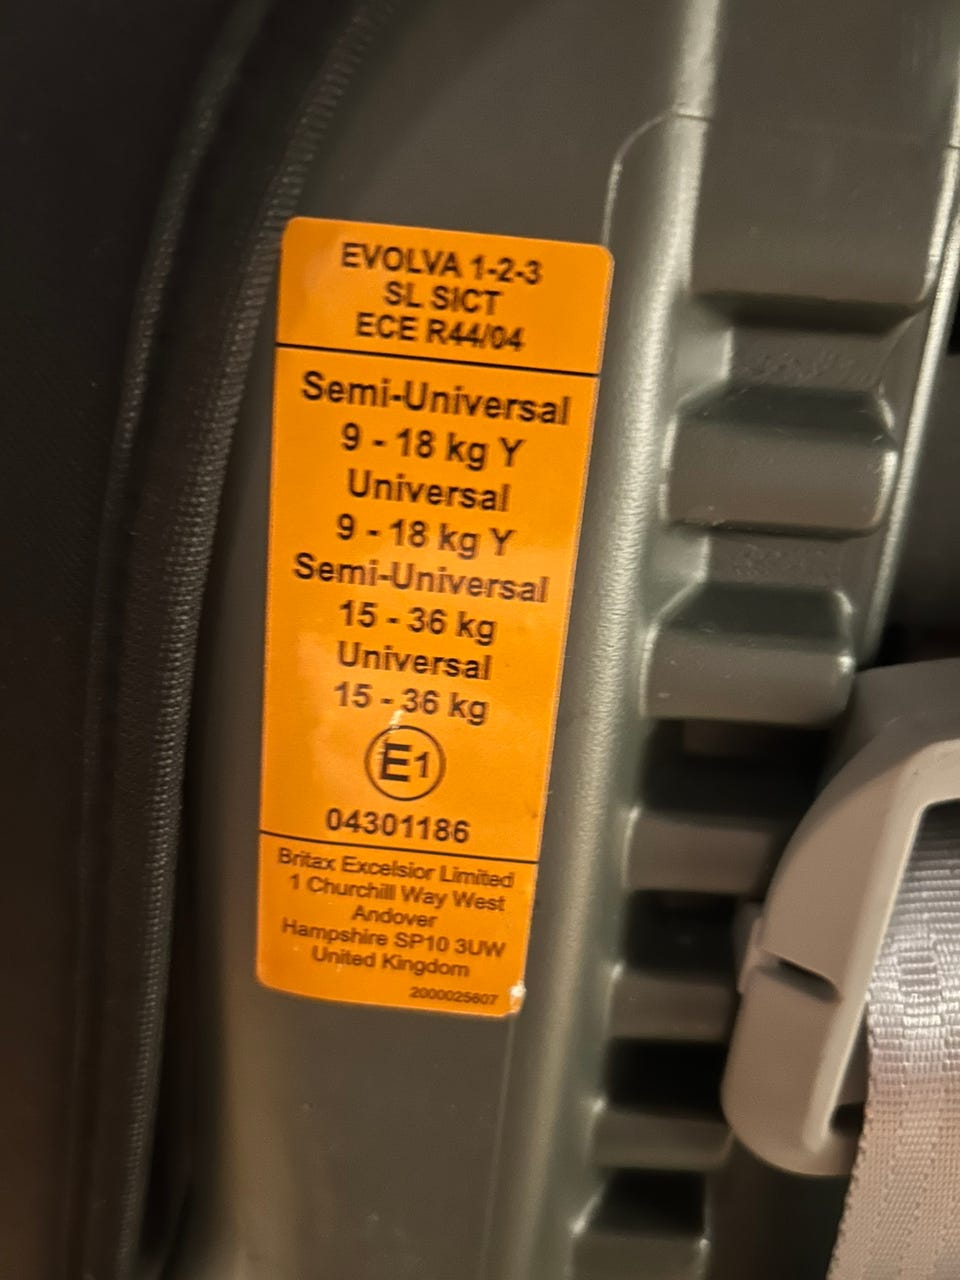 EVOLVA 1-2-3
SL SICT
ECE R44/04
Semi-Universal
9 - 18 kg Y
Universal
9 - 18 kg Y
Semi-Universal
15 - 36 kg
Universal
15 - 36 kg
E1
04301186
Britax Excelsior Limited
1 Churchill Way West
Andover
Hampshire SP10 3UW
United Kingdom
2000025607